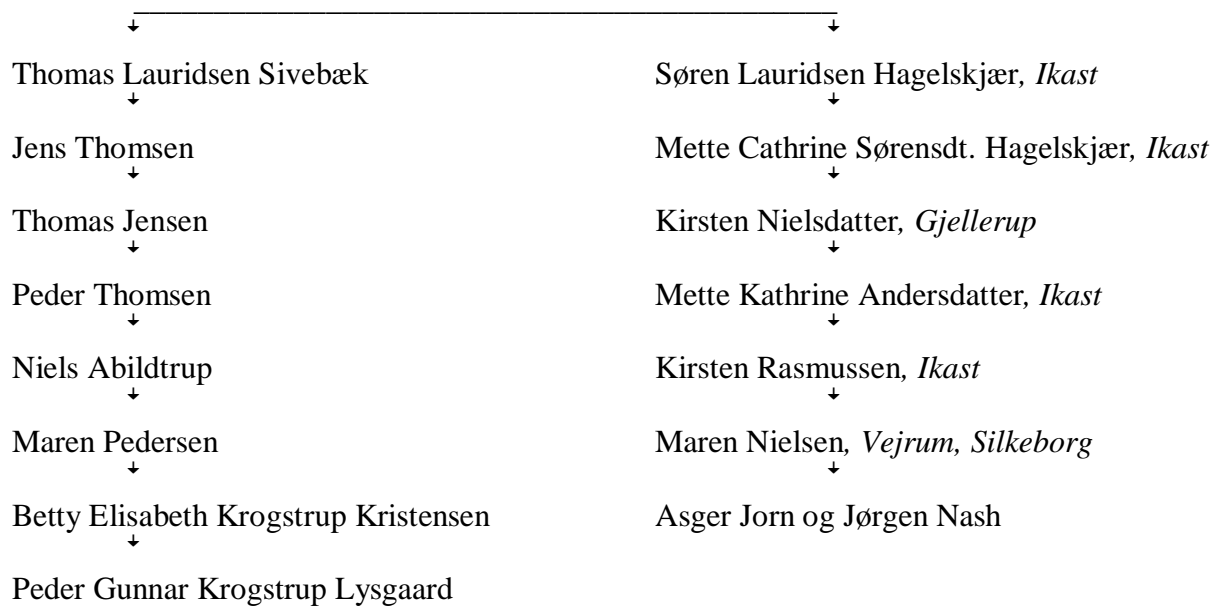 Thomas Lauridsen Sivebæk
Søren Lauridsen Hagelskjær, Ikast
Jens Thomsen
Mette Cathrine Sørensdt. Hagelskjær, Ikast
Thomas Jensen
Kirsten Nielsdatter, Gjellerup
Peder Thomsen
Mette Kathrine Andersdatter, Ikast
Niels Abildtrup
Kirsten Rasmussen, Ikast
Maren Pedersen
Maren Nielsen, Vejrum, Silkeborg
Betty Elisabeth Krogstrup Kristensen
Asger Jorn og Jørgen Nash
Peder Gunnar Krogstrup Lysgaard